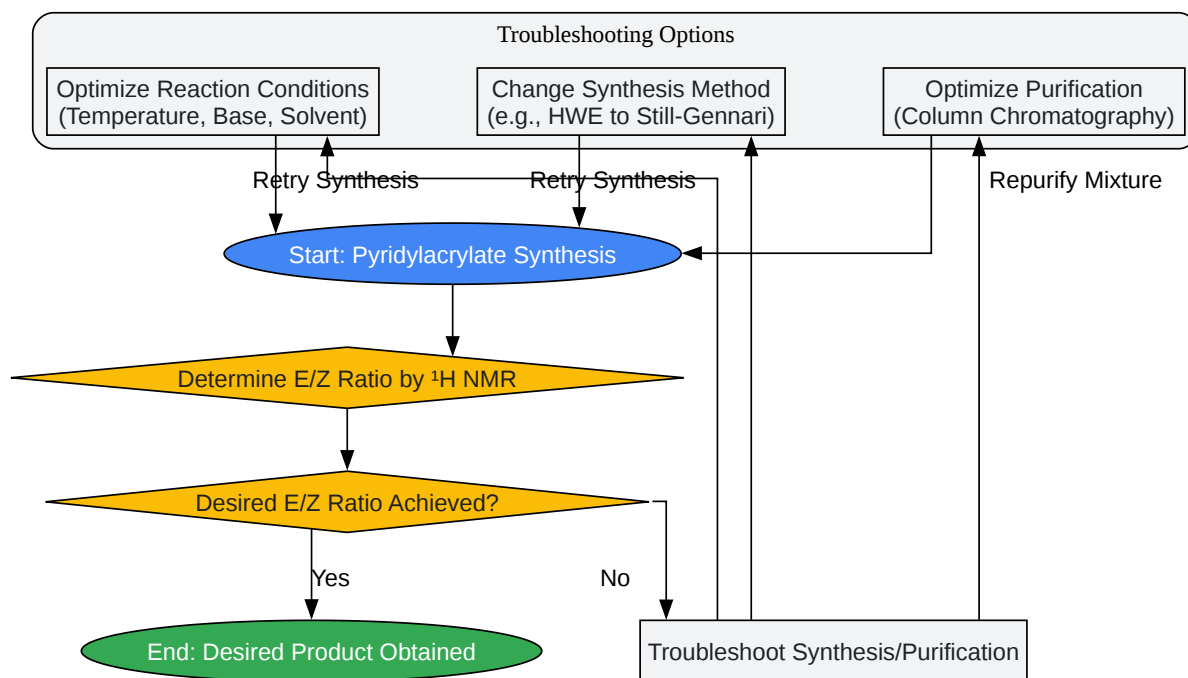 Troubleshooting Options
Optimize Reaction Conditions
(Temperature, Base, Solvent)
Change Synthesis Method
(e.g., HWE to Still-Gennari)
Optimize Purification
(Column Chromatography)
Retry Synthesis
Retry Synthesis
Repurify Mixture
Start: Pyridylacrylate Synthesis
Determine E/Z Ratio by ¹H NMR
Desired E/Z Ratio Achieved?
Yes
No
End: Desired Product Obtained
Troubleshoot Synthesis/Purification